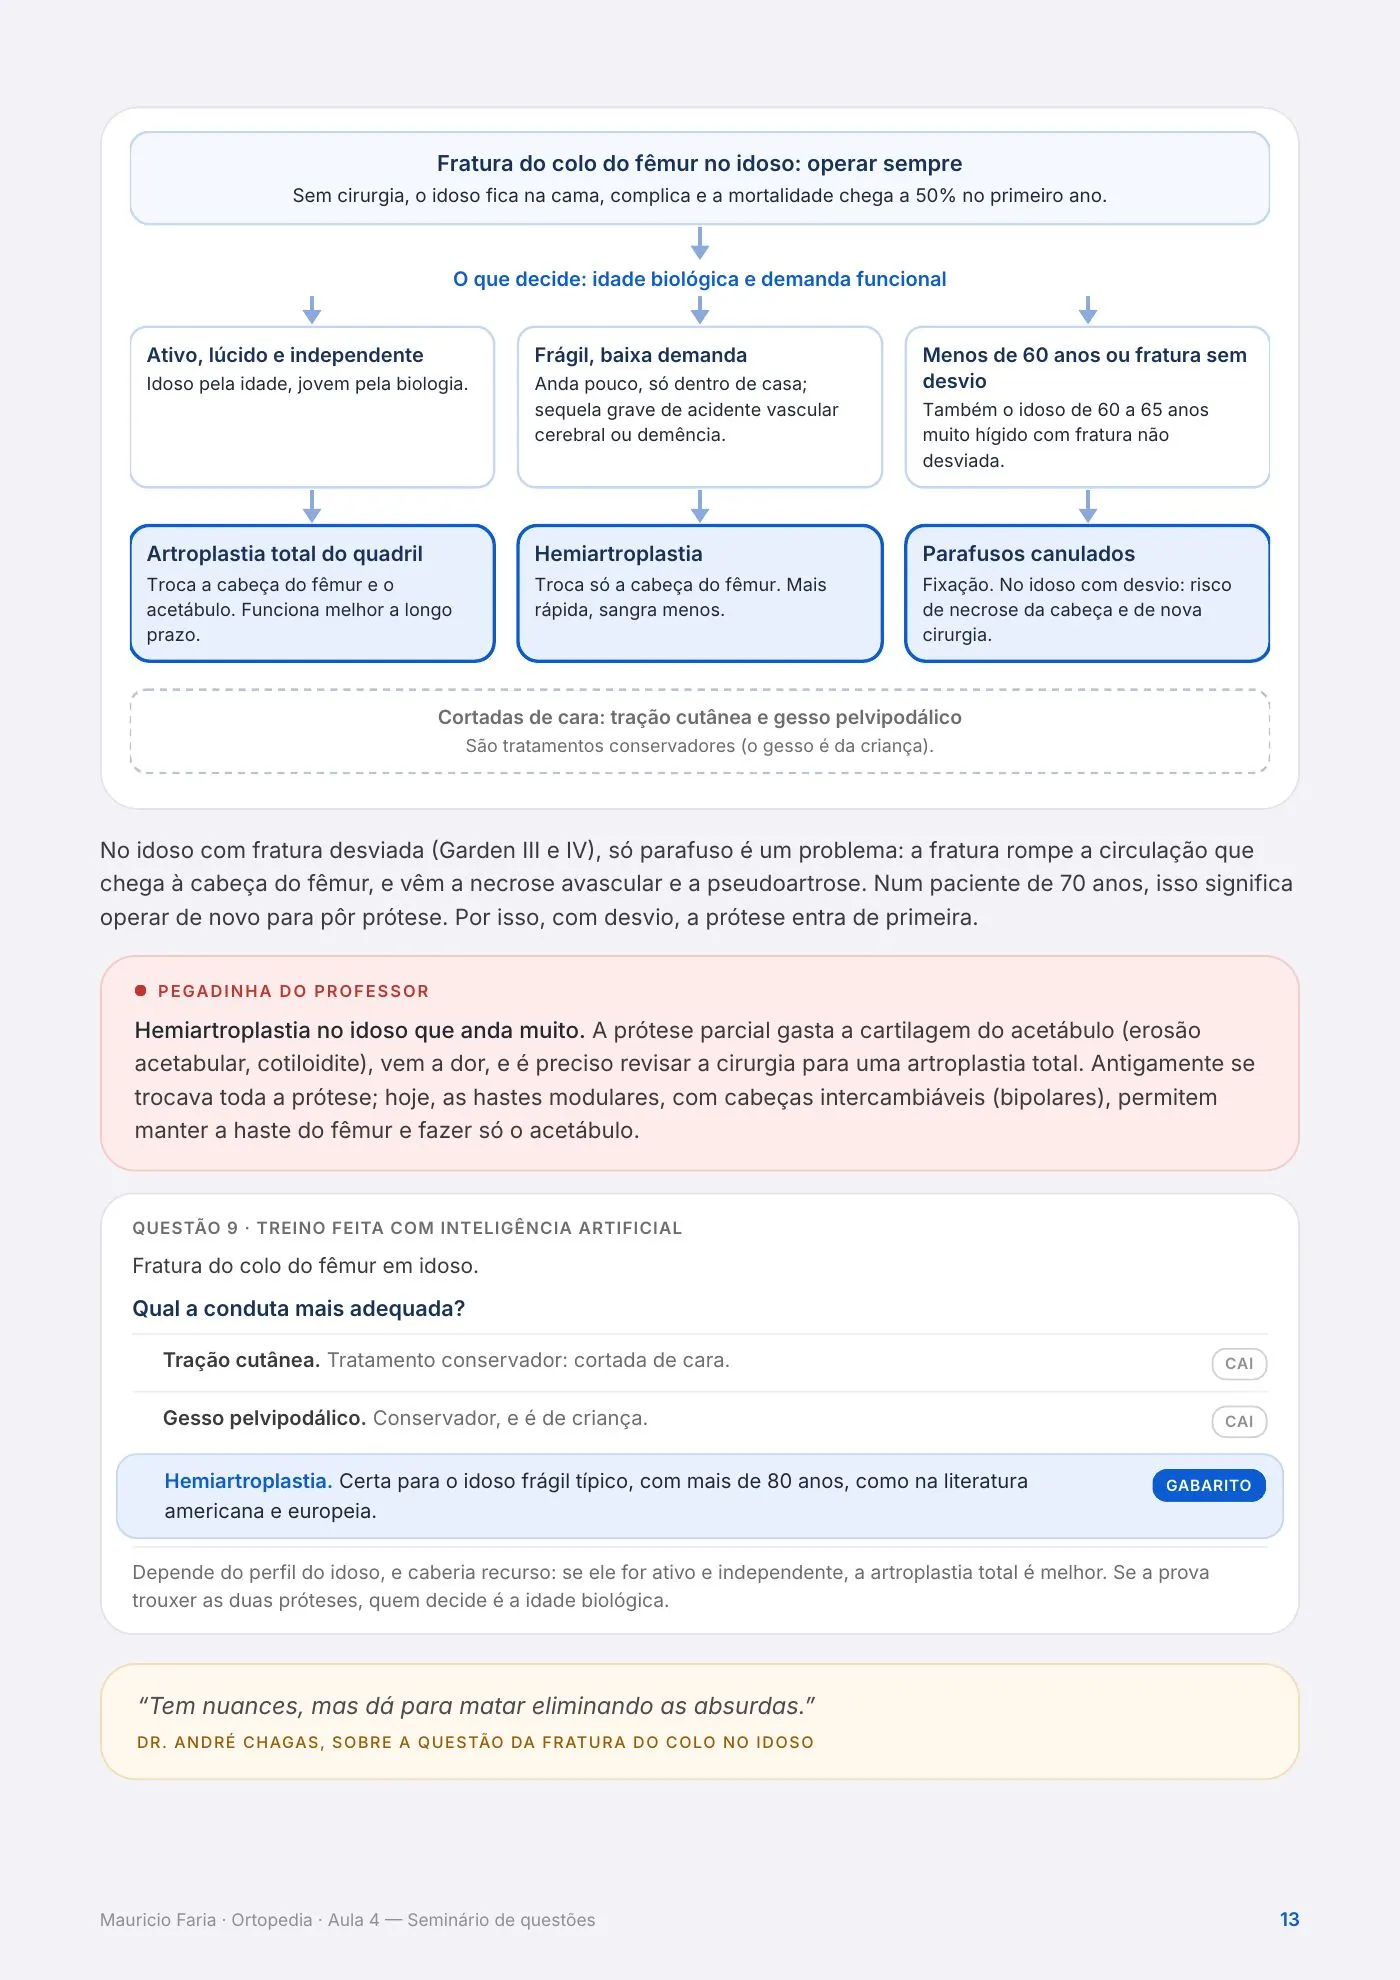 Fratura do colo do fêmur no idoso: operar sempre
Sem cirurgia, o idoso fica na cama, complica e a mortalidade chega a 50% no primeiro ano.
O que decide: idade biológica e demanda funcional
Ativo, lúcido e independente
Idoso pela idade, jovem pela biologia.
Frágil, baixa demanda
Anda pouco, só dentro de casa;
sequela grave de acidente vascular
cerebral ou demência.
Menos de 60 anos ou fratura sem
desvio
Também o idoso de 60 a 65 anos
muito hígido com fratura não
desviada.
Artroplastia total do quadril
Troca a cabeça do fêmur e o
acetábulo. Funciona melhor a longo
prazo.
Hemiartroplastia
Troca só a cabeça do fêmur. Mais
rápida, sangra menos.
Parafusos canulados
Fixação. No idoso com desvio: risco
de necrose da cabeça e de nova
cirurgia.
Cortadas de cara: tração cutânea e gesso pelvipodálico
São tratamentos conservadores (o gesso é da criança).
No idoso com fratura desviada (Garden III e IV), só parafuso é um problema: a fratura rompe a circulação que
chega à cabeça do fêmur, e vêm a necrose avascular e a pseudoartrose. Num paciente de 70 anos, isso significa
operar de novo para pôr prótese. Por isso, com desvio, a prótese entra de primeira.
PEGADINHA DO PROFESSOR
Hemiartroplastia no idoso que anda muito. A prótese parcial gasta a cartilagem do acetábulo (erosão
acetabular, cotiloidite), vem a dor, e é preciso revisar a cirurgia para uma artroplastia total. Antigamente se
trocava toda a prótese; hoje, as hastes modulares, com cabeças intercambiáveis (bipolares), permitem
manter a haste do fêmur e fazer só o acetábulo.
QUESTÃO 9 · TREINO FEITA COM INTELIGÊNCIA ARTIFICIAL
Fratura do colo do fêmur em idoso.
Qual a conduta mais adequada?
Tração cutânea. Tratamento conservador: cortada de cara. CAI
Gesso pelvipodálico. Conservador, e é de criança. CAI
Hemiartroplastia. Certa para o idoso frágil típico, com mais de 80 anos, como na literatura GABARITO
americana e europeia.
Depende do perfil do idoso, e caberia recurso: se ele for ativo e independente, a artroplastia total é melhor. Se a prova
trouxer as duas próteses, quem decide é a idade biológica.
“Tem nuances, mas dá para matar eliminando as absurdas.”
DR. ANDRÉ CHAGAS, SOBRE A QUESTÃO DA FRATURA DO COLO NO IDOSO
Mauricio Faria · Ortopedia · Aula 4 — Seminário de questões 13